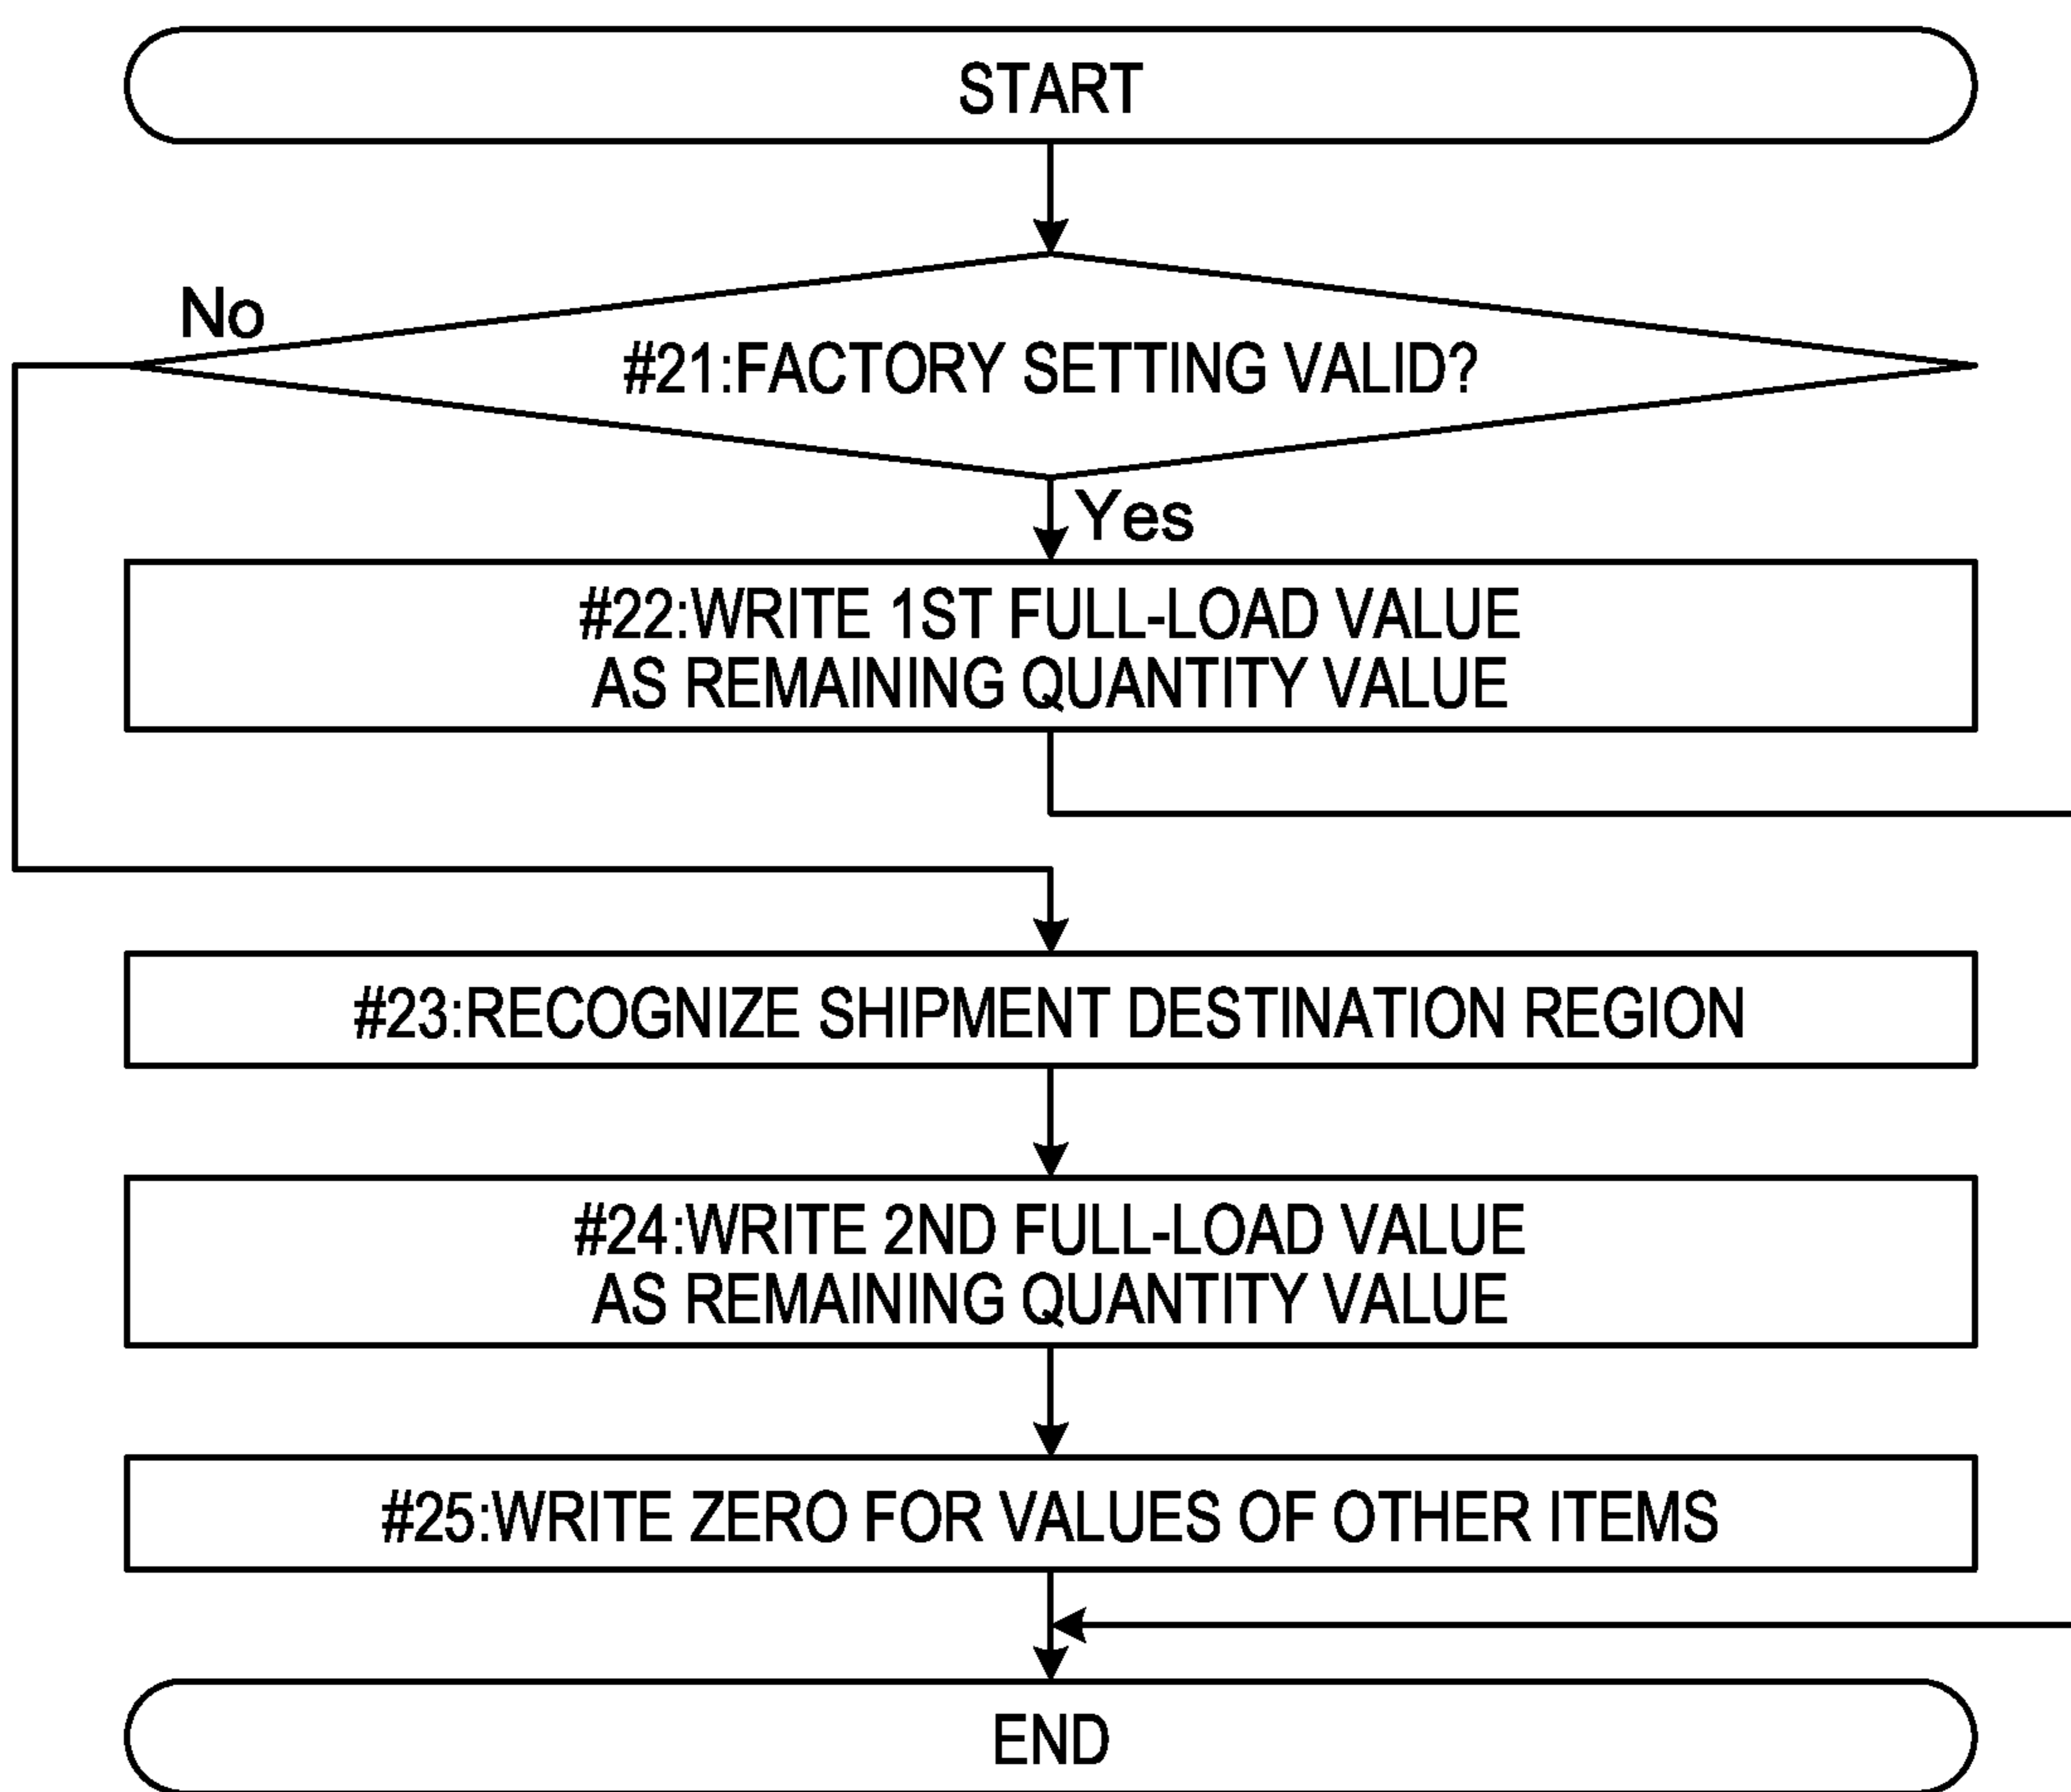 START
No
#21:FACTORY SETTING VALID?
Yes
#22:WRITE 1ST FULL-LOAD VALUE
AS REMAINING QUANTITY VALUE
#23:RECOGNIZE SHIPMENT DESTINATION REGION
#24:WRITE 2ND FULL-LOAD VALUE
AS REMAINING QUANTITY VALUE
#25:WRITE ZERO FOR VALUES OF OTHER ITEMS
END